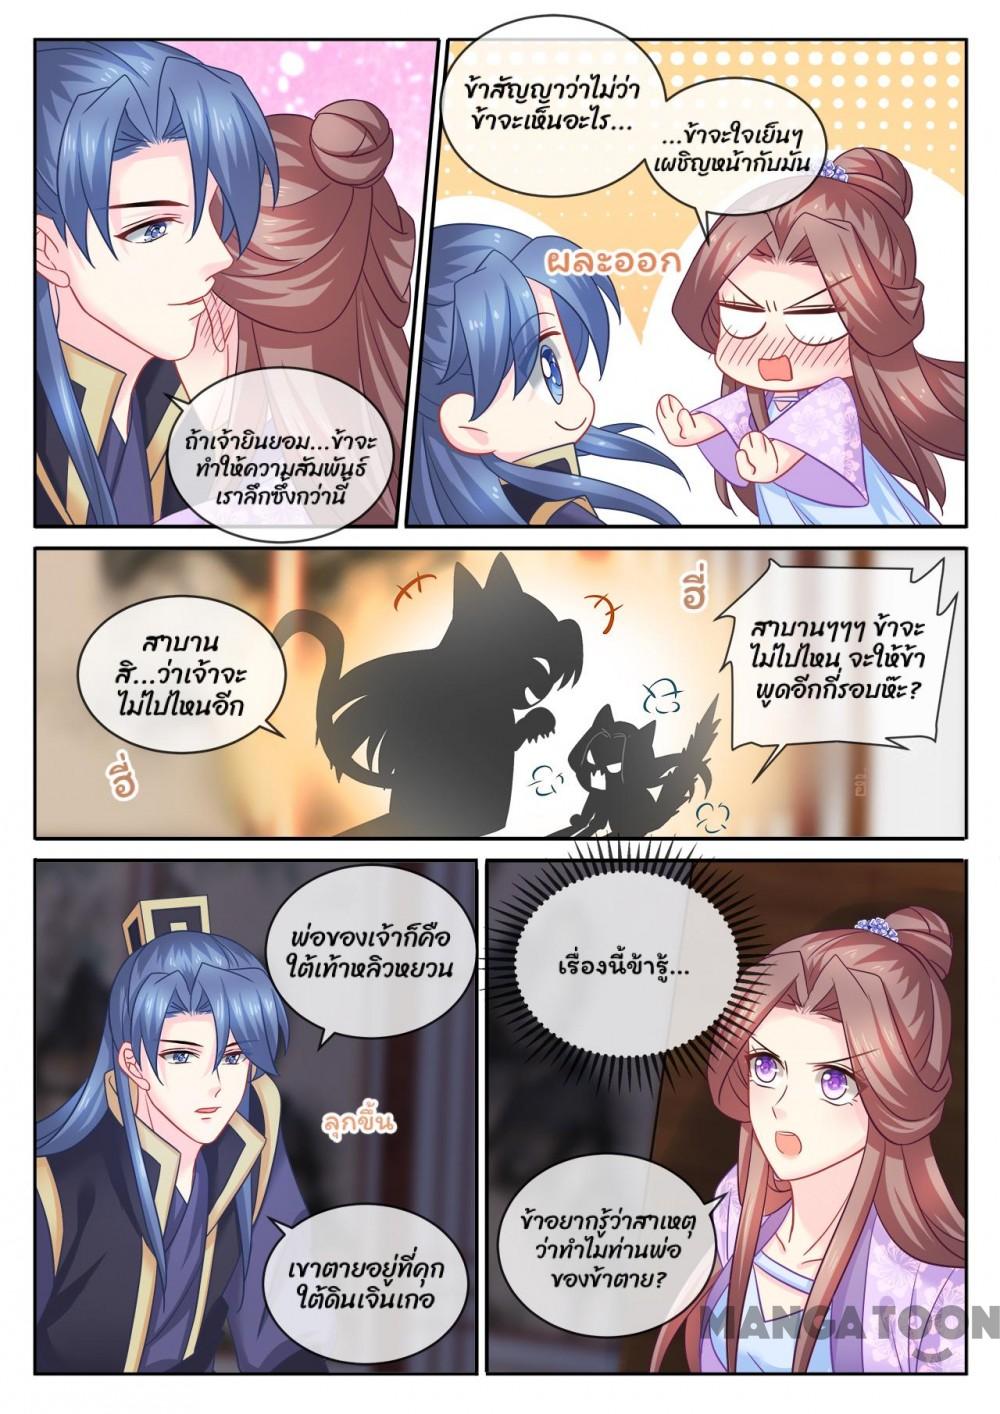 ถ้าเจ้ายินยอม...ข้าจะ
ทำให้ความสัมพันธ์
เราลึกซึ้งกว่านี้
ข้าสัญญาว่าไม่ว่า
ข้าจะเห็นอะไร...
...ข้าจะใจเย็นๆ
เผชิญหน้ากับมัน
ผละออก
สาบาน
สิ...ว่าเจ้าจะ
ไม่ไปไหนอีก
ฮี่
ฮี่
สาบานๆๆๆ ข้าจะ
ไม่ไปไหน จะให้ข้า
พูดอีกกี่รอบห๊ะ?
ฮี่
พ่อของเจ้าก็คือ
ใต้เท้าหลิวหยวน
ลุกขึ้น
เขาตายอยู่ที่คุก
ใต้ดินเจินเกอ
เรื่องนี้ข้ารู้...
ข้าอยากรู้ว่าสาเหตุ
ว่าทำไมท่านพ่อ
ของข้าตาย?
MANGATOON